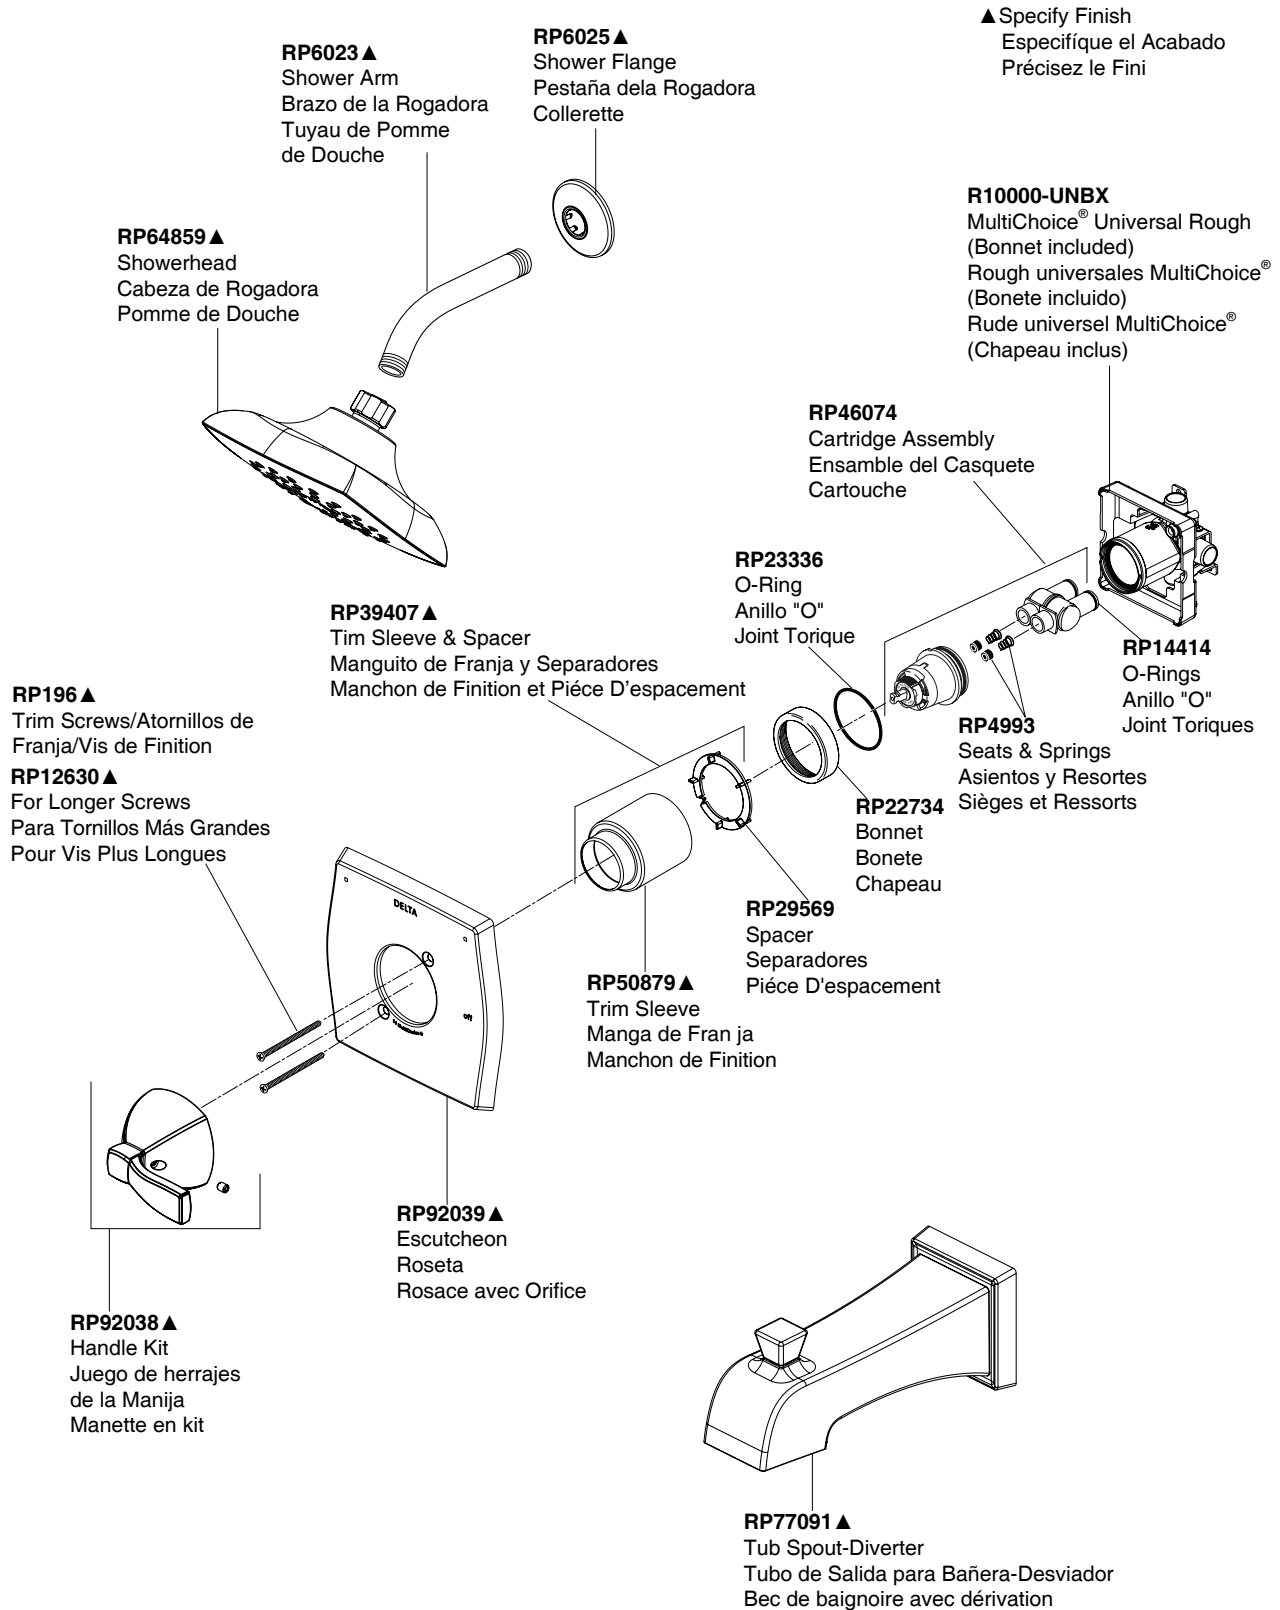 ▲Specify Finish
Especifíque el Acabado
Précisez le Fini
RP6023▲
Shower Arm
Brazo de la Rogadora
Tuyau de Pomme
de Douche
RP6025▲
Shower Flange
Pestaña dela Rogadora
Collerette
RP64859▲
Showerhead
Cabeza de Rogadora
Pomme de Douche
R10000-UNBX
MultiChoice® Universal Rough
(Bonnet included)
Rough universales MultiChoice®
(Bonete incluido)
Rude universel MultiChoice®
(Chapeau inclus)
RP46074
Cartridge Assembly
Ensamble del Casquete
Cartouche
RP23336
O-Ring
Anillo "O"
Joint Torique
RP39407▲
Tim Sleeve & Spacer
Manguito de Franja y Separadores
Manchon de Finition et Piéce D’espacement
RP14414
O-Rings
Anillo "O"
Joint Toriques
RP4993
Seats & Springs
Asientos y Resortes
Sièges et Ressorts
RP196▲
Trim Screws/Atornillos de
Franja/Vis de Finition
RP12630▲
For Longer Screws
Para Tornillos Más Grandes
Pour Vis Plus Longues
RP22734
Bonnet
Bonete
Chapeau
RP29569
Spacer
Separadores
Piéce D'espacement
RP50879▲
Trim Sleeve
Manga de Fran ja
Manchon de Finition
DELTA
off
RP92039▲
Escutcheon
Roseta
Rosace avec Orifice
RP92038▲
Handle Kit
Juego de herrajes
de la Manija
Manette en kit
RP77091▲
Tub Spout-Diverter
Tubo de Salida para Bañera-Desviador
Bec de baignoire avec dérivation